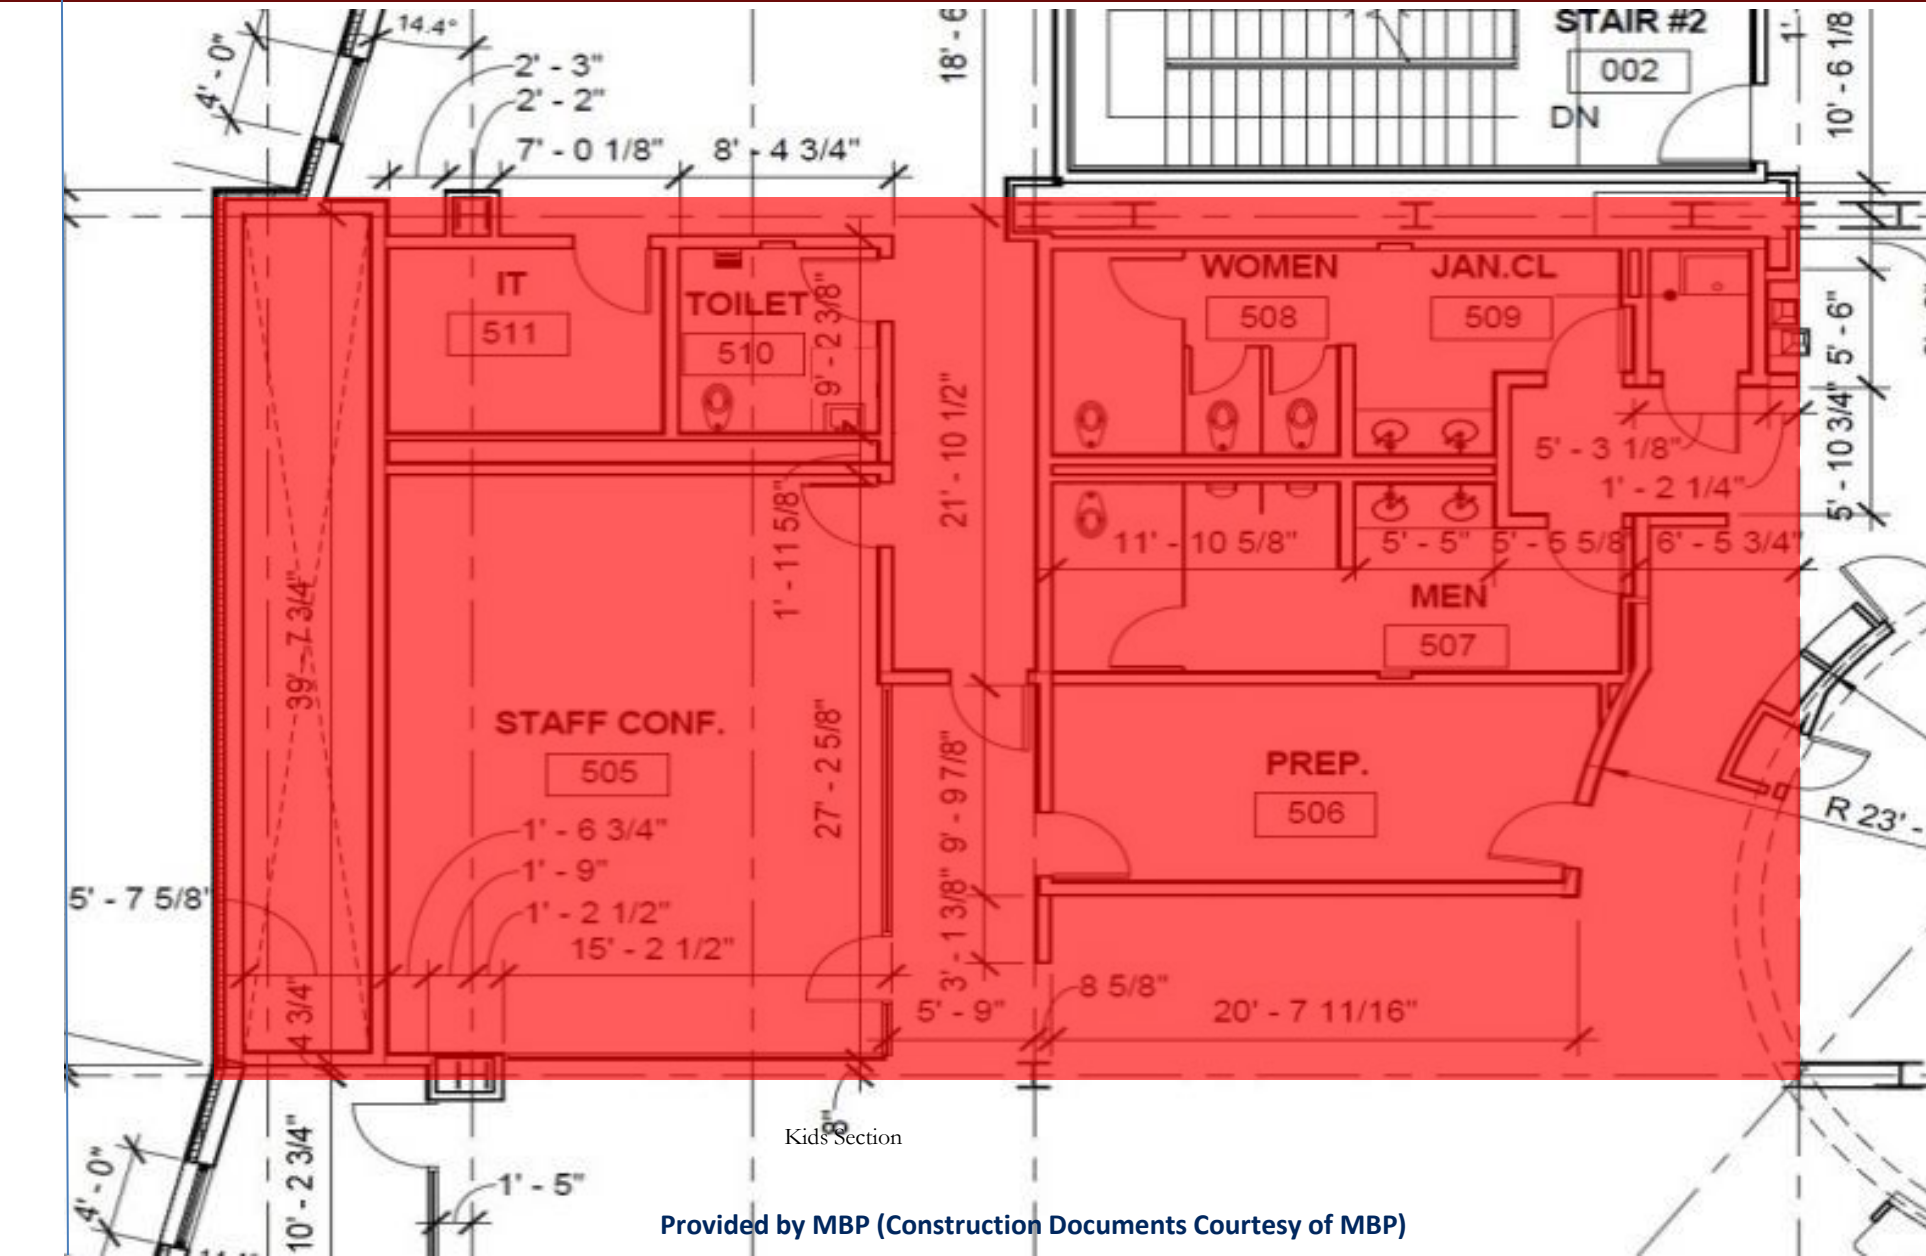 14.4°
18' - 6
STAIR #2
1'
10' - 6 1/8
4' - 0"
2' - 3"
002
2' - 2"
DN
7' - 0 1/8"
8' - 4 3/4"
IT
WOMEN
JAN.CL
TOILET
511
508
509
510
9' - 2 3/8"
5' - 6"
21' - 10 1/2"
5' - 10 3/4"
5' - 3 1/8"
1' - 2 1/4"
1' - 11 5/8"
11' - 10 5/8"
5' - 5"
5' - 5 5/8"
6' - 5 3/4"
MEN
507
39' - 7 3/4"
STAFF CONF.
505
27' - 2 5/8"
9' - 9 7/8"
PREP.
506
R 23' -
1' - 6 3/4"
1' - 9"
5' - 7 5/8"
1' - 2 1/2"
15' - 2 1/2"
3' - 1 3/8"
8 5/8"
4 3/4"
5' - 9"
20' - 7 11/16"
8"
Kids Section
4' - 0"
10' - 2 3/4"
1' - 5"
Provided by MBP (Construction Documents Courtesy of MBP)